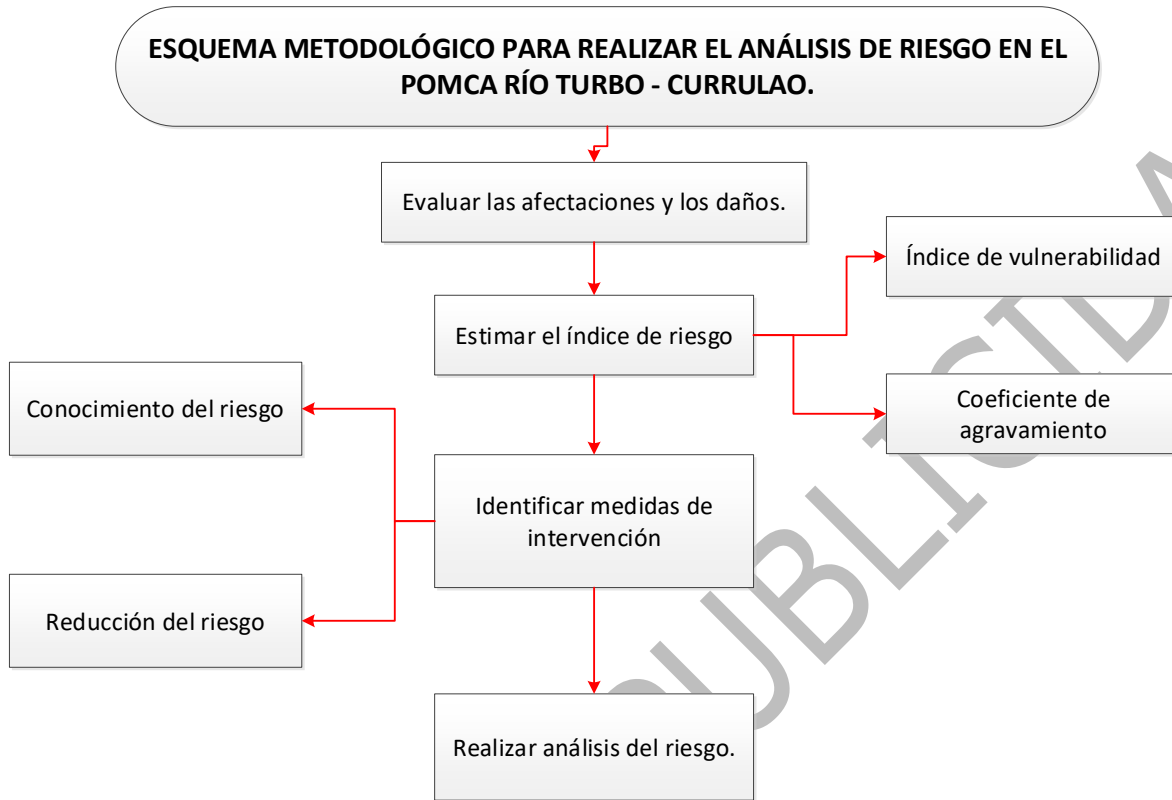 ESQUEMA METODOLÓGICO PARA REALIZAR EL ANÁLISIS DE RIESGO EN EL
POMCA RÍO TURBO - CURRULAO.
Evaluar las afectaciones y los daños.
Índice de vulnerabilidad
Estimar el índice de riesgo
Conocimiento del riesgo
Coeficiente de
agravamiento
Identificar medidas de
intervención
Reducción del riesgo
Realizar análisis del riesgo.